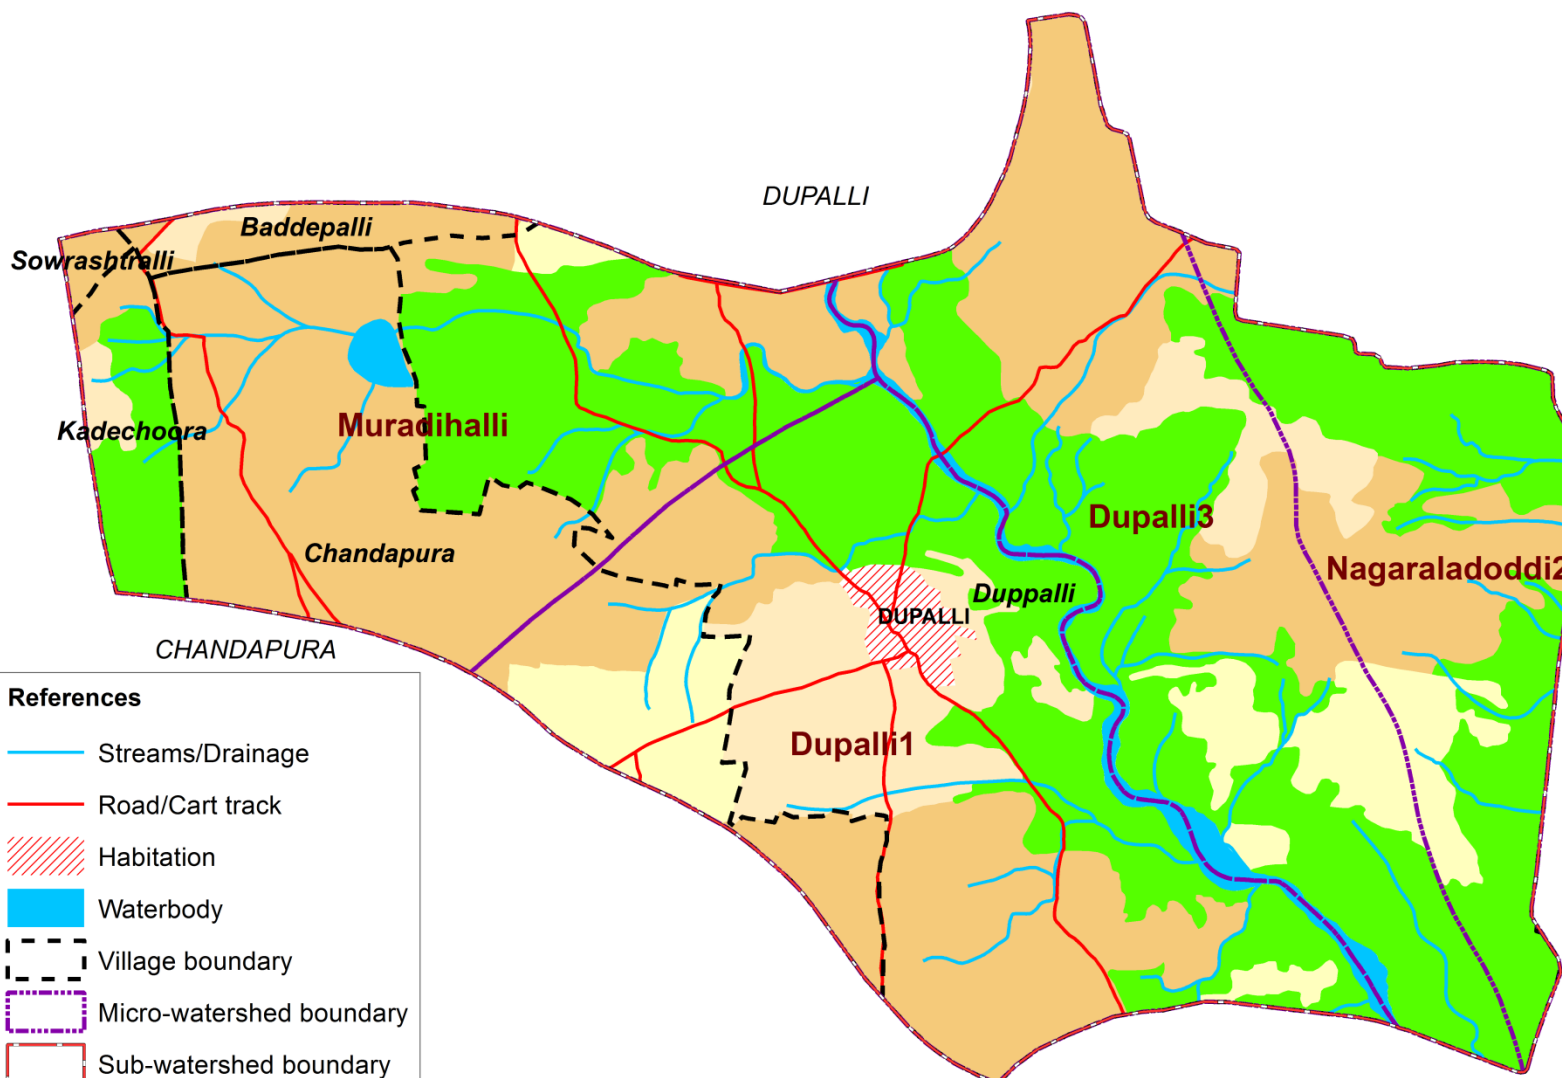 DUPALLI
Baddepalli
Sowrashtralli
Kadechoora
Muradihalli
Dupalli3
Chandapura
Nagaraladoddi2
Duppalli
DUPALLI
CHANDAPURA
Dupalli1
References
Streams/Drainage
Road/Cart track
Habitation
Waterbody
Village boundary
Micro-watershed boundary
Sub-watershed boundary